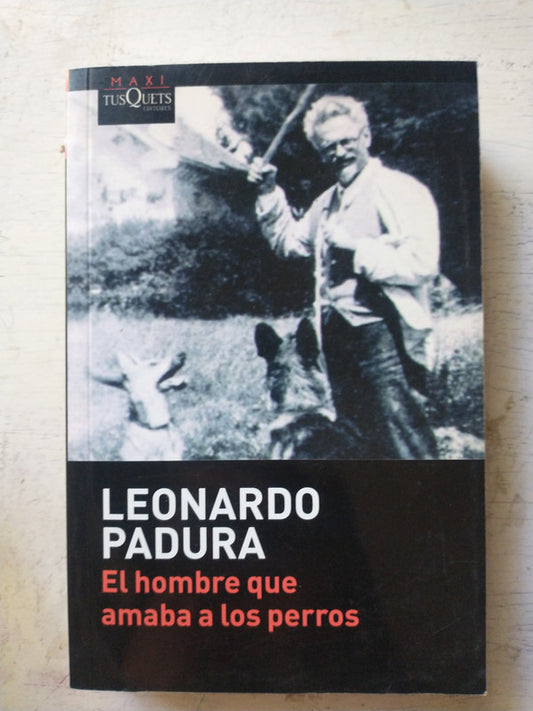 MAXI
TUSQUETS
EDITORES
LEONARDO
PADURA
El hombre que
amaba a los perros